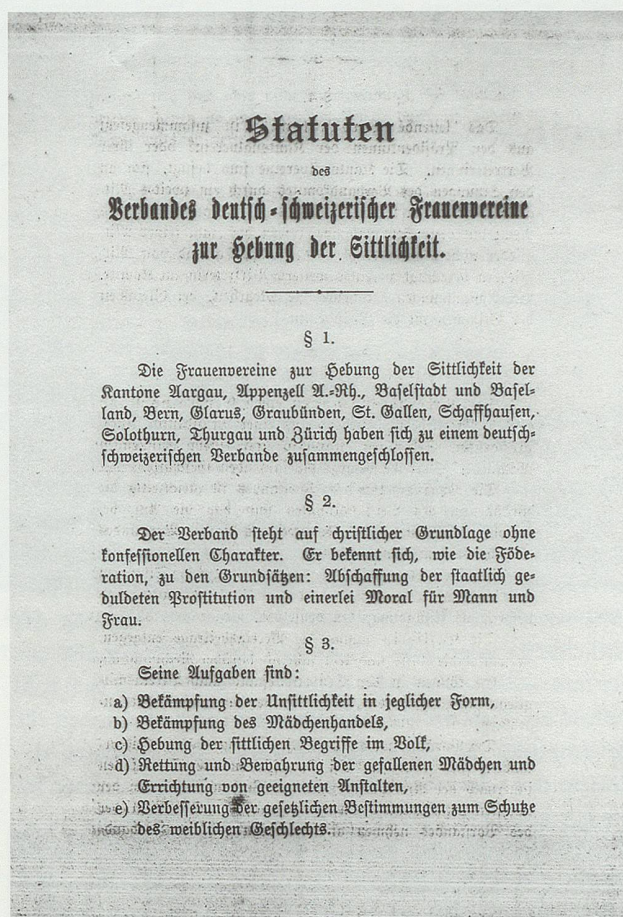 Statuten
des
Verbandes deutsch-schweizerischer Frauenvereine
zur Hebung der Sittlichkeit.
§ 1.
Die Frauenvereine zur Hebung der Sittlichkeit der
Kantone Aargau, Appenzell A.-Rh., Baselstadt und Basel-
land, Bern, Glarus, Graubünden, St. Gallen, Schaffhausen,
Solothurn, Thurgau und Zürich haben sich zu einem deutsch-
schweizerischen Verbande zusammengeschlossen.
§ 2.
Der Verband steht auf christlicher Grundlage ohne
konfessionellen Charakter. Er bekennt sich, wie die Föde-
ration, zu den Grundsätzen: Abschaffung der staatlich ge-
duldeten Prostitution und einerlei Moral für Mann und
Frau.
§ 3.
Seine Aufgaben sind:
a) Bekämpfung der Unsittlichkeit in jeglicher Form,
b) Bekämpfung des Mädchenhandels,
c) Hebung der sittlichen Begriffe im Volk,
d) Rettung und Bewahrung der gefallenen Mädchen und
Errichtung von geeigneten Anstalten,
e) Verbesserung der gesetzlichen Bestimmungen zum Schutze
des weiblichen Geschlechts.